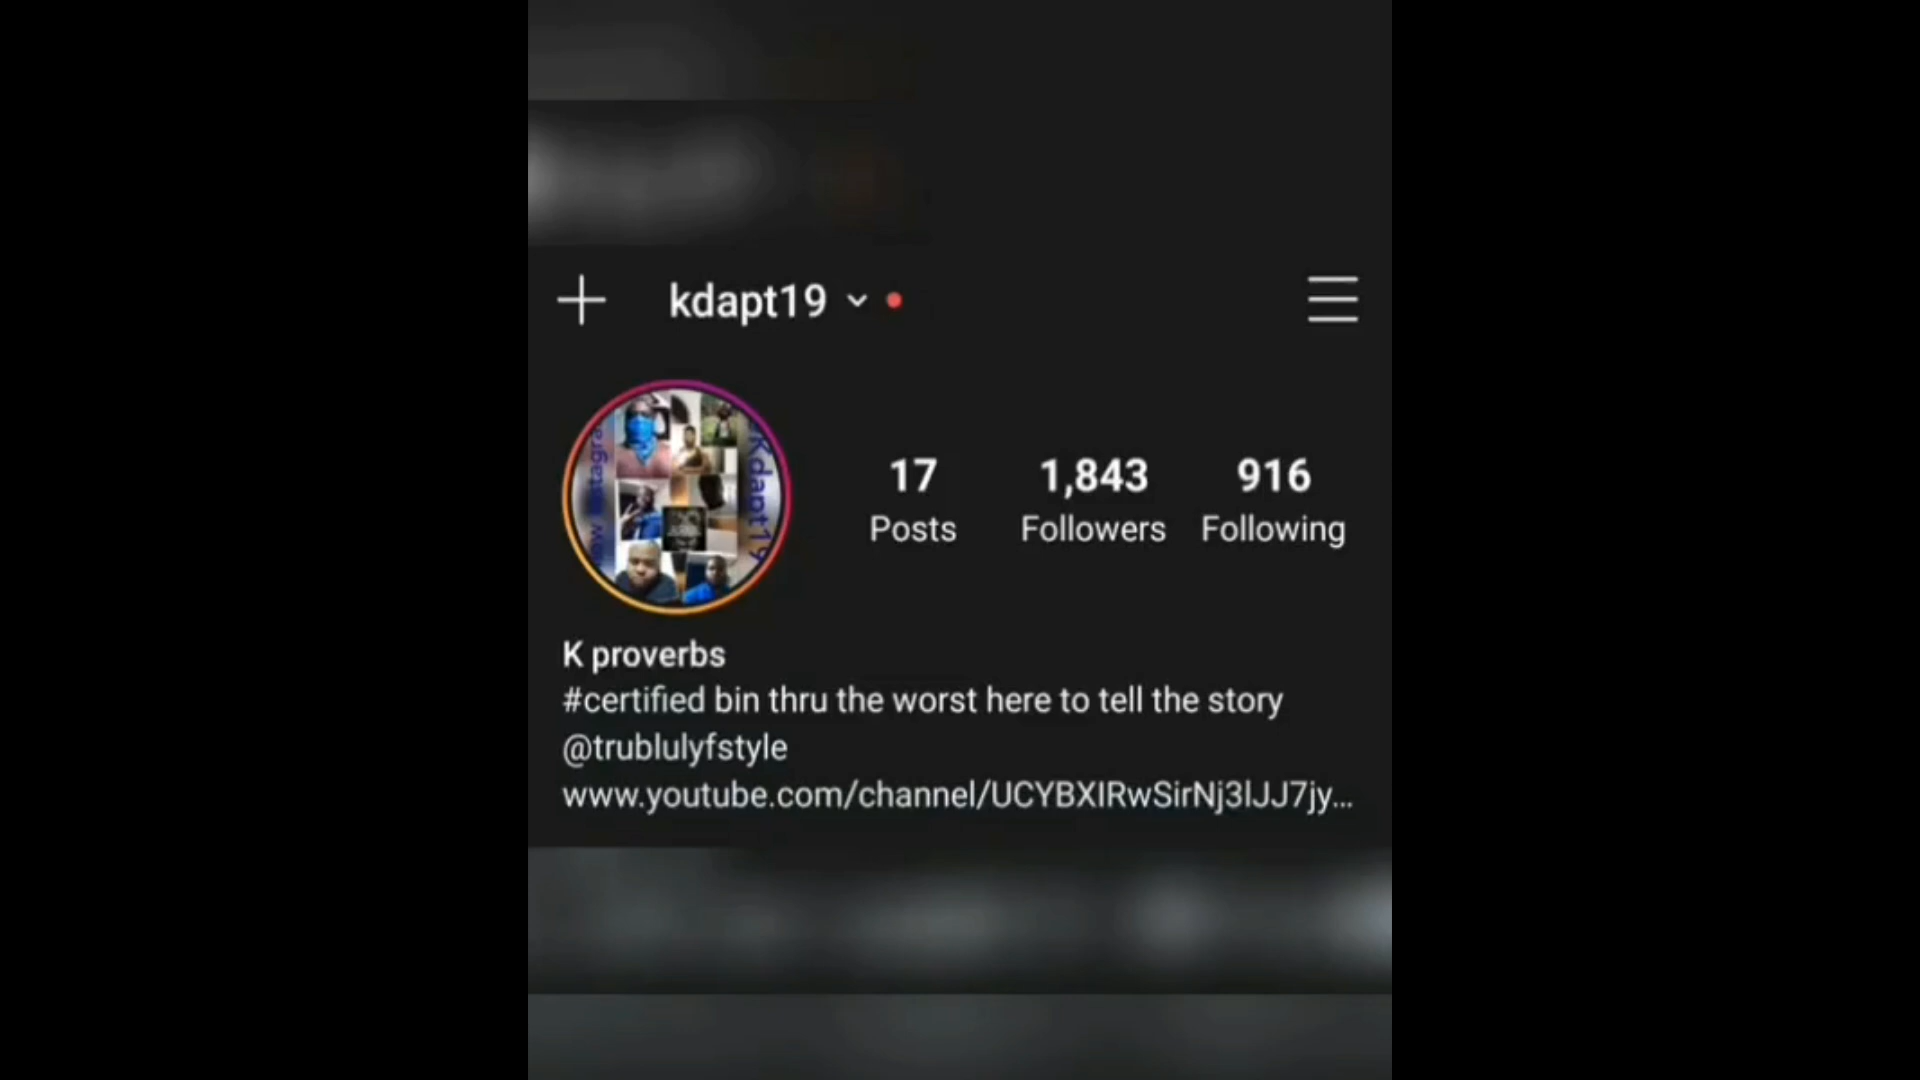 kdapt19
17
Posts
1,843
Followers
916
Following
Kdapt19
K proverbs
#certified bin thru the worst here to tell the story
@trublulyfstyle
www.youtube.com/channel/UCYBXIRwSirNj3lJJ7jy...